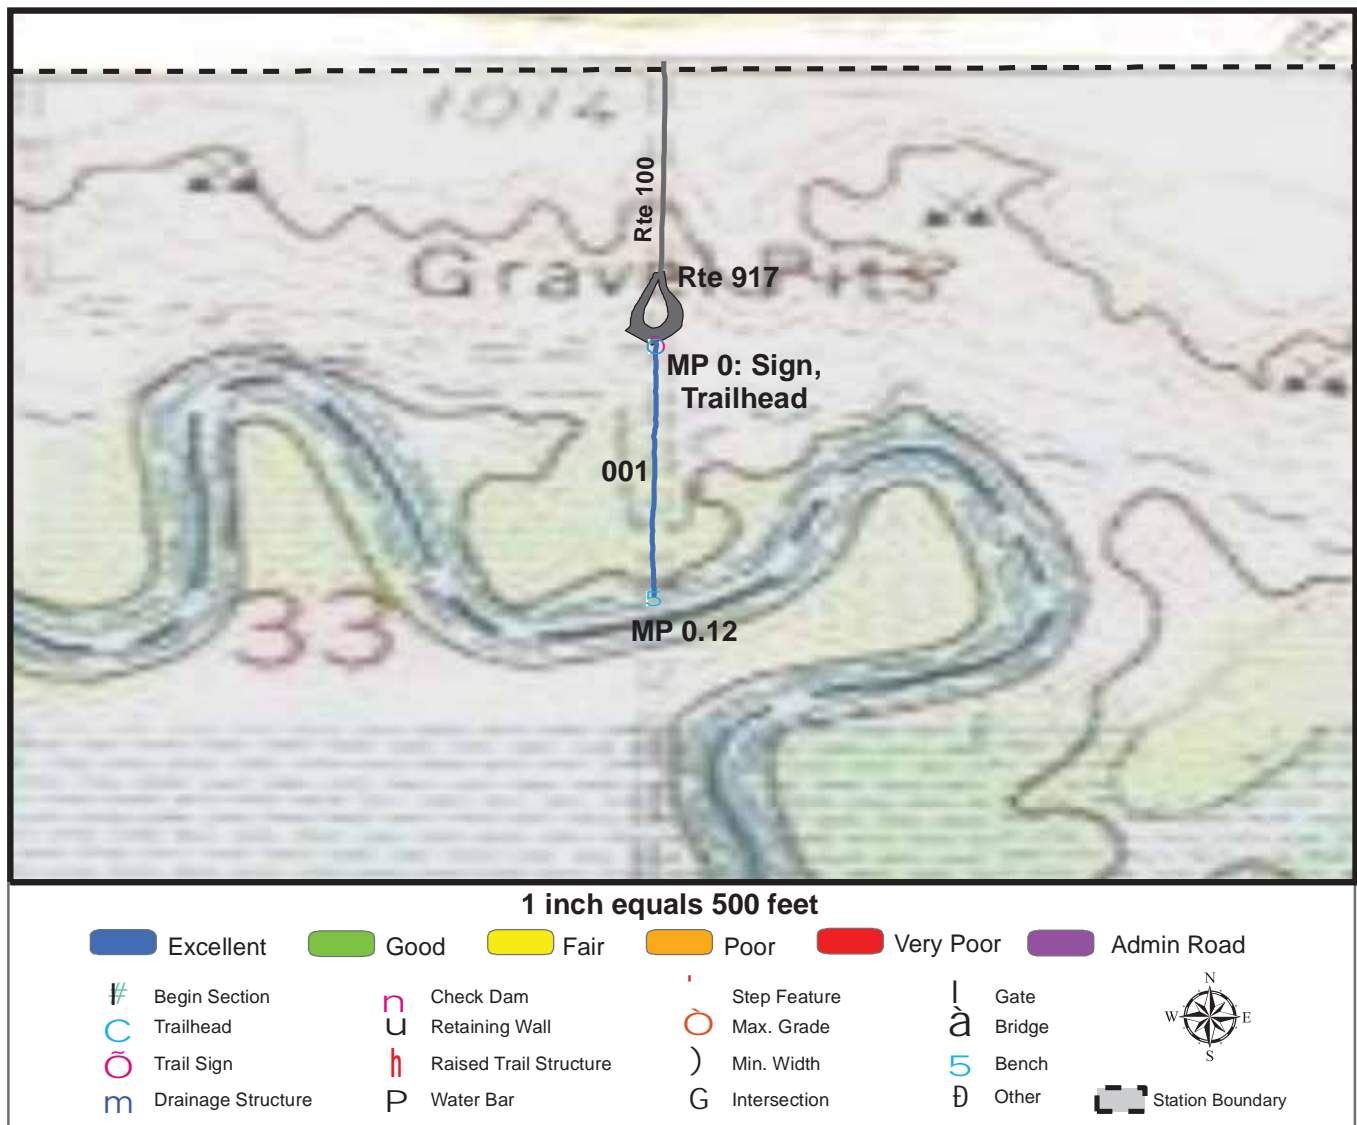 1014
Rte 100
Gravel Pits
Rte 917
MP 0: Sign,
Trailhead
001
5
MP 0.12
33
1 inch equals 500 feet
Excellent
Good
Fair
Poor
Very Poor
Admin Road
# Begin Section
n Check Dam
' Step Feature
l Gate
C Trailhead
u Retaining Wall
Ò Max. Grade
à Bridge
Õ Trail Sign
h Raised Trail Structure
) Min. Width
5 Bench
m Drainage Structure
P Water Bar
G Intersection
Đ Other
N
W E
S
Station Boundary